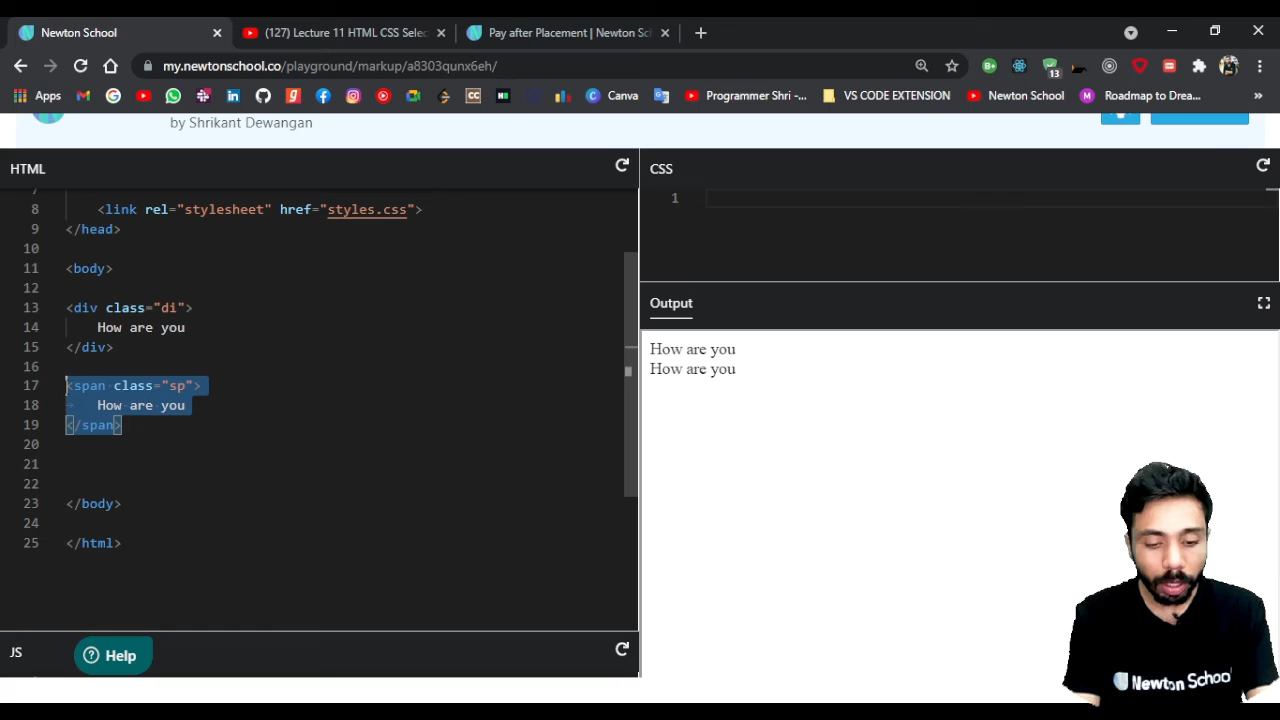 Newton School
(127) Lecture 11 HTML CSS Selec
Pay after Placement | Newton Sc
my.newtonschool.co/playground/markup/a8303qunx6eh/
13
Apps
CC
Canva
Programmer Shri -...
VS CODE EXTENSION
Newton School
Roadmap to Drea...
»
by Shrikant Dewangan
HTML
7
8 <link rel="stylesheet" href="styles.css">
9 </head>
10
11 <body>
12
13 <div class="di">
14 How are you
15 </div>
16
17 <span class="sp">
18 How are you
19 </span>
20
21
22
23 </body>
24
25 </html>
JS
Help
CSS
1
Output
How are you
How are you
Newton School